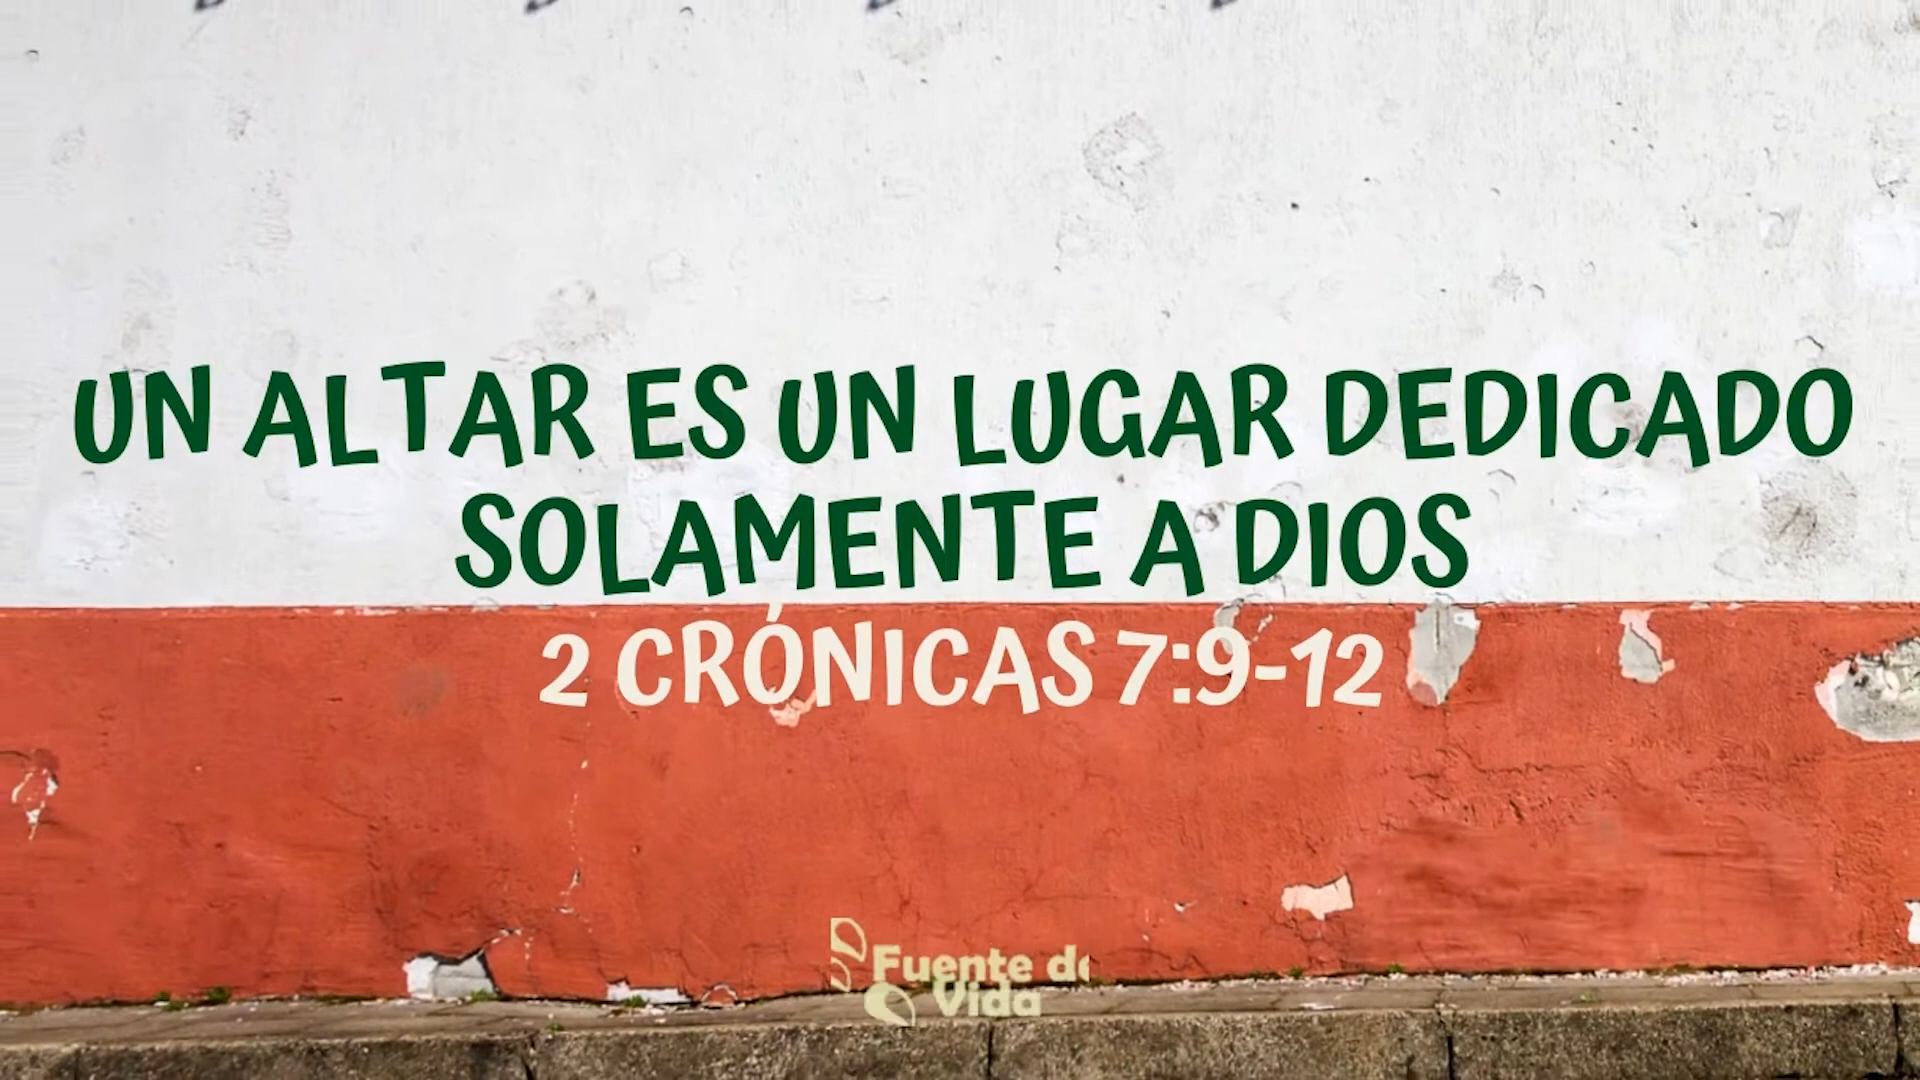 UN ALTAR ES UN LUGAR DEDICADO
SOLAMENTE A DIOS
2 CRÓNICAS 7:9-12
Fuente de
Vida